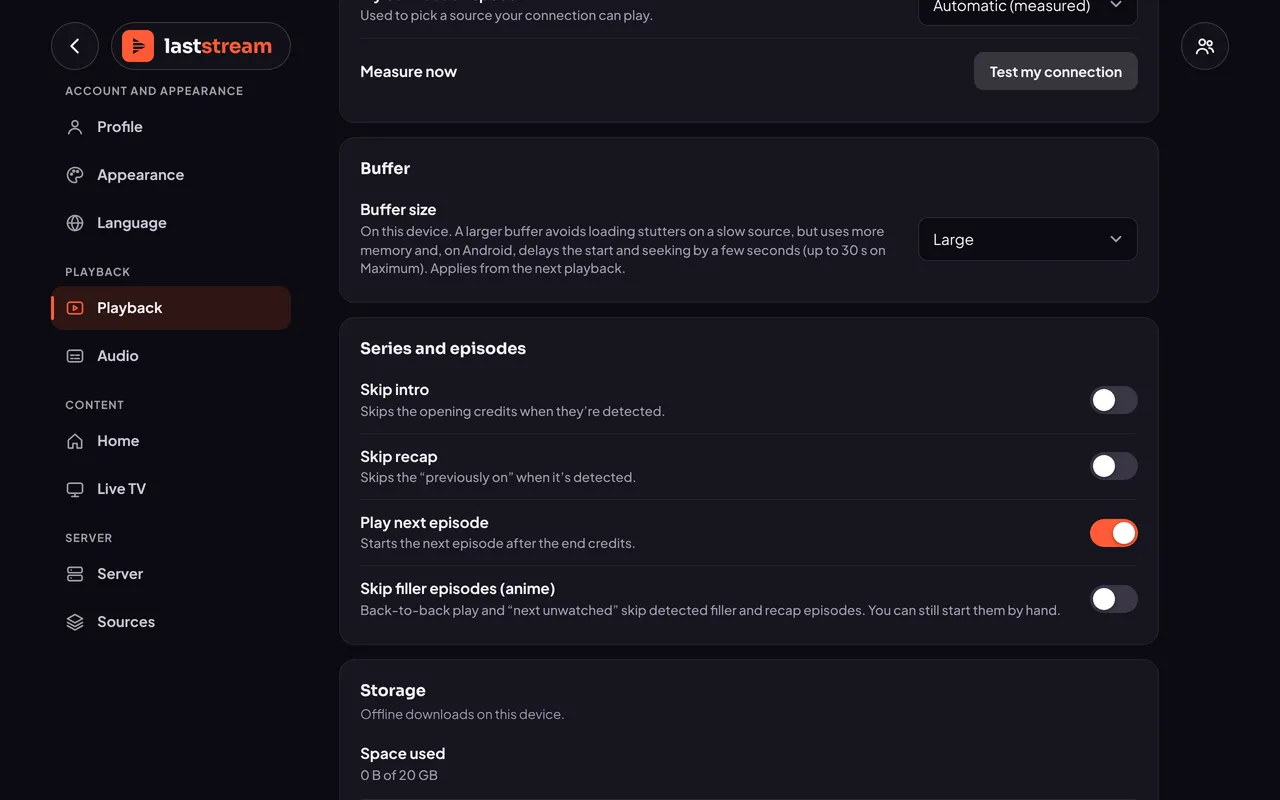 laststream
ACCOUNT AND APPEARANCE
Profile
Appearance
Language
PLAYBACK
Playback
Audio
CONTENT
Home
Live TV
SERVER
Server
Sources
Used to pick a source your connection can play.
Automatic (measured)
Measure now
Test my connection
Buffer
Buffer size
On this device. A larger buffer avoids loading stutters on a slow source, but uses more
memory and, on Android, delays the start and seeking by a few seconds (up to 30 s on
Maximum). Applies from the next playback.
Large
Series and episodes
Skip intro
Skips the opening credits when they’re detected.
Skip recap
Skips the “previously on” when it’s detected.
Play next episode
Starts the next episode after the end credits.
Skip filler episodes (anime)
Back-to-back play and “next unwatched” skip detected filler and recap episodes. You can still start them by hand.
Storage
Offline downloads on this device.
Space used
0 B of 20 GB